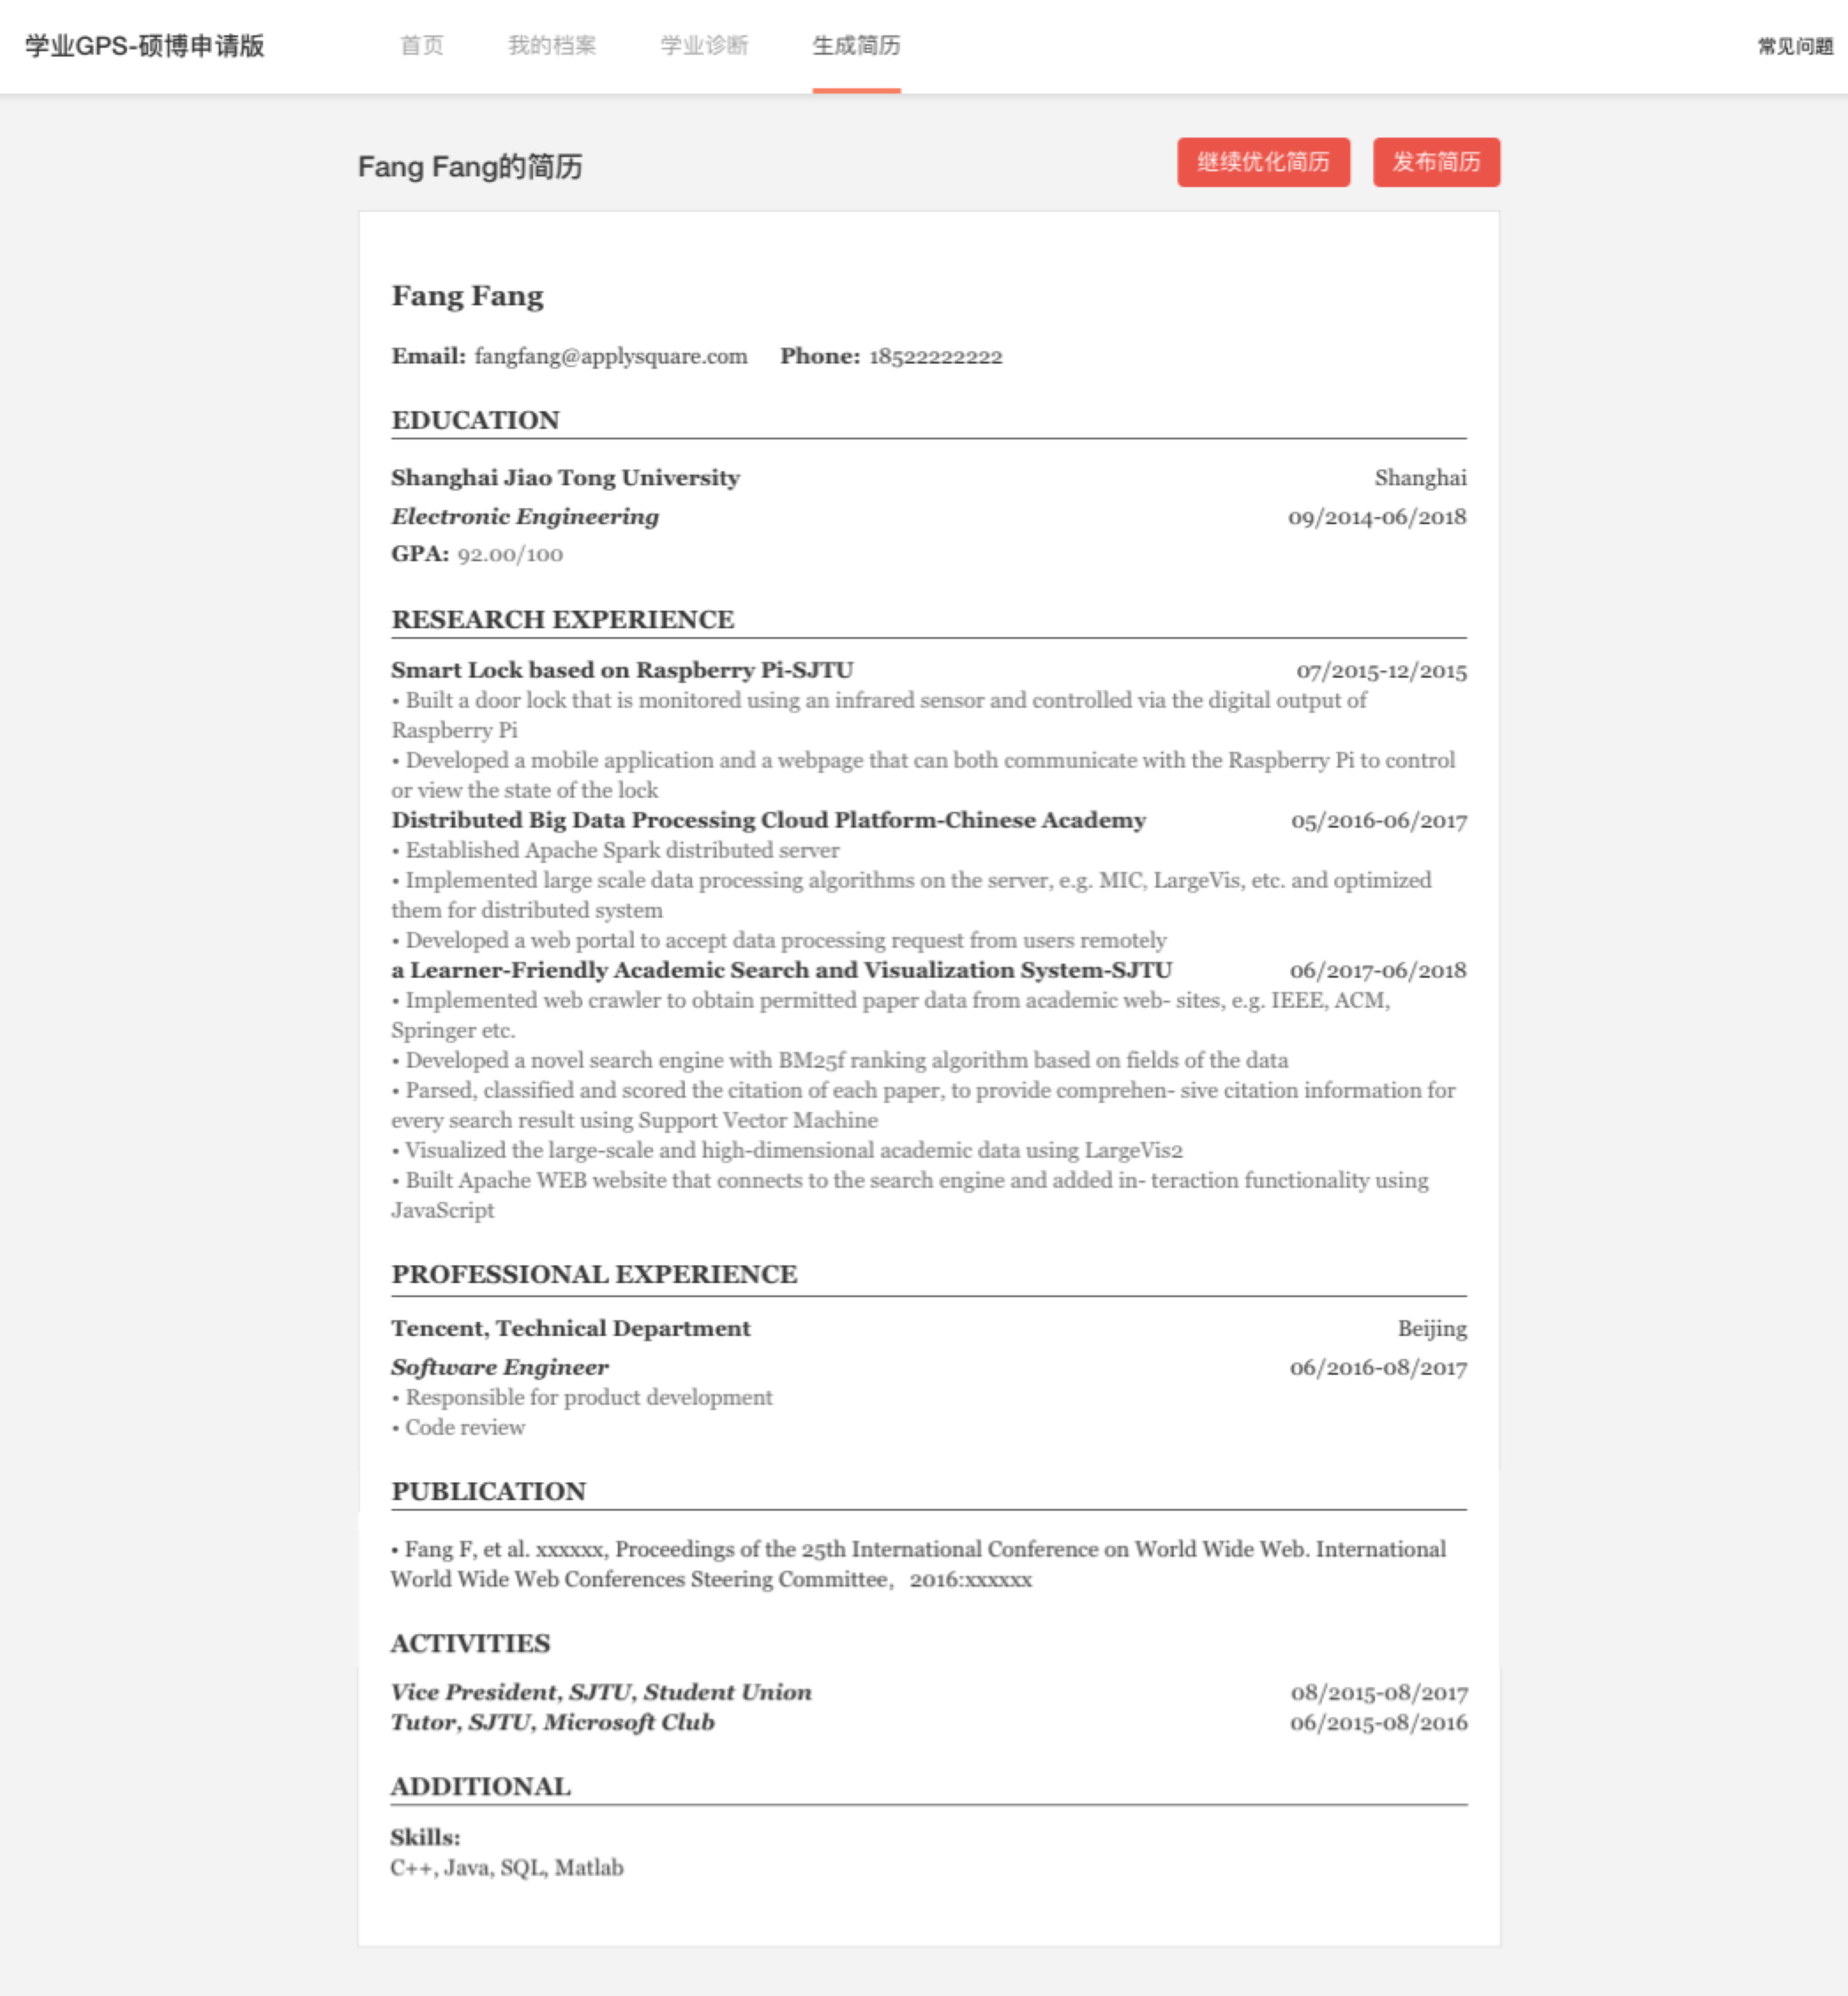 学业GPS-硕博申请版 首页 我的档案 学业诊断 生成简历 常见问题
Fang Fang的简历 继续优化简历 发布简历
Fang Fang
Email: fangfang@applysquare.com Phone: 18522222222
EDUCATION
Shanghai Jiao Tong University Shanghai
Electronic Engineering 09/2014-06/2018
GPA: 92.00/100
RESEARCH EXPERIENCE
Smart Lock based on Raspberry Pi-SJTU 07/2015-12/2015
• Built a door lock that is monitored using an infrared sensor and controlled via the digital output of
Raspberry Pi
• Developed a mobile application and a webpage that can both communicate with the Raspberry Pi to control
or view the state of the lock
Distributed Big Data Processing Cloud Platform-Chinese Academy 05/2016-06/2017
• Established Apache Spark distributed server
• Implemented large scale data processing algorithms on the server, e.g. MIC, LargeVis, etc. and optimized
them for distributed system
• Developed a web portal to accept data processing request from users remotely
a Learner-Friendly Academic Search and Visualization System-SJTU 06/2017-06/2018
• Implemented web crawler to obtain permitted paper data from academic web- sites, e.g. IEEE, ACM,
Springer etc.
• Developed a novel search engine with BM25f ranking algorithm based on fields of the data
• Parsed, classified and scored the citation of each paper, to provide comprehen- sive citation information for
every search result using Support Vector Machine
• Visualized the large-scale and high-dimensional academic data using LargeVis2
• Built Apache WEB website that connects to the search engine and added in- teraction functionality using
JavaScript
PROFESSIONAL EXPERIENCE
Tencent, Technical Department Beijing
Software Engineer 06/2016-08/2017
• Responsible for product development
• Code review
PUBLICATION
• Fang F, et al. xxxxxx, Proceedings of the 25th International Conference on World Wide Web. International
World Wide Web Conferences Steering Committee，2016:xxxxxx
ACTIVITIES
Vice President, SJTU, Student Union 08/2015-08/2017
Tutor, SJTU, Microsoft Club 06/2015-08/2016
ADDITIONAL
Skills:
C++, Java, SQL, Matlab